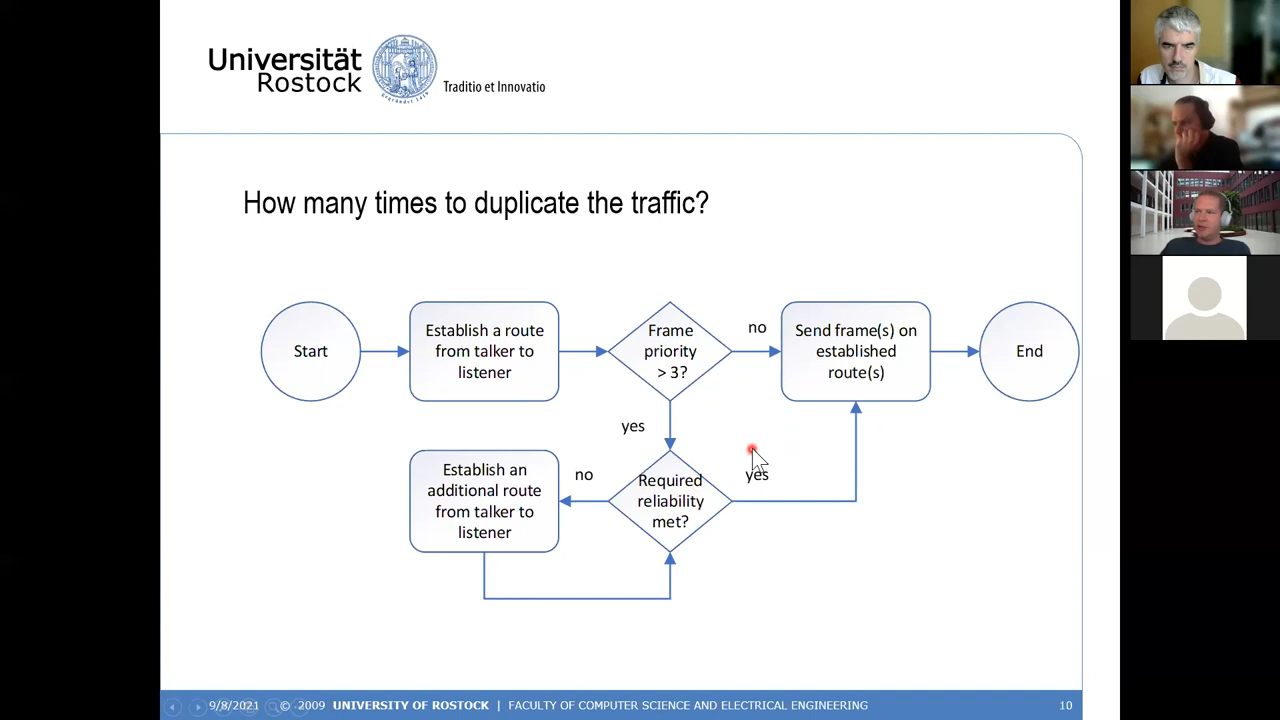 Universität
Rostock
Traditio et Innovatio
How many times to duplicate the traffic?
Start
Establish a route
from talker to
listener
Frame
priority
> 3?
no
Send frame(s) on
established
route(s)
End
yes
Establish an
additional route
from talker to
listener
no
Required
reliability
met?
yes
9/8/2021 © 2009 UNIVERSITY OF ROSTOCK | FACULTY OF COMPUTER SCIENCE AND ELECTRICAL ENGINEERING 10